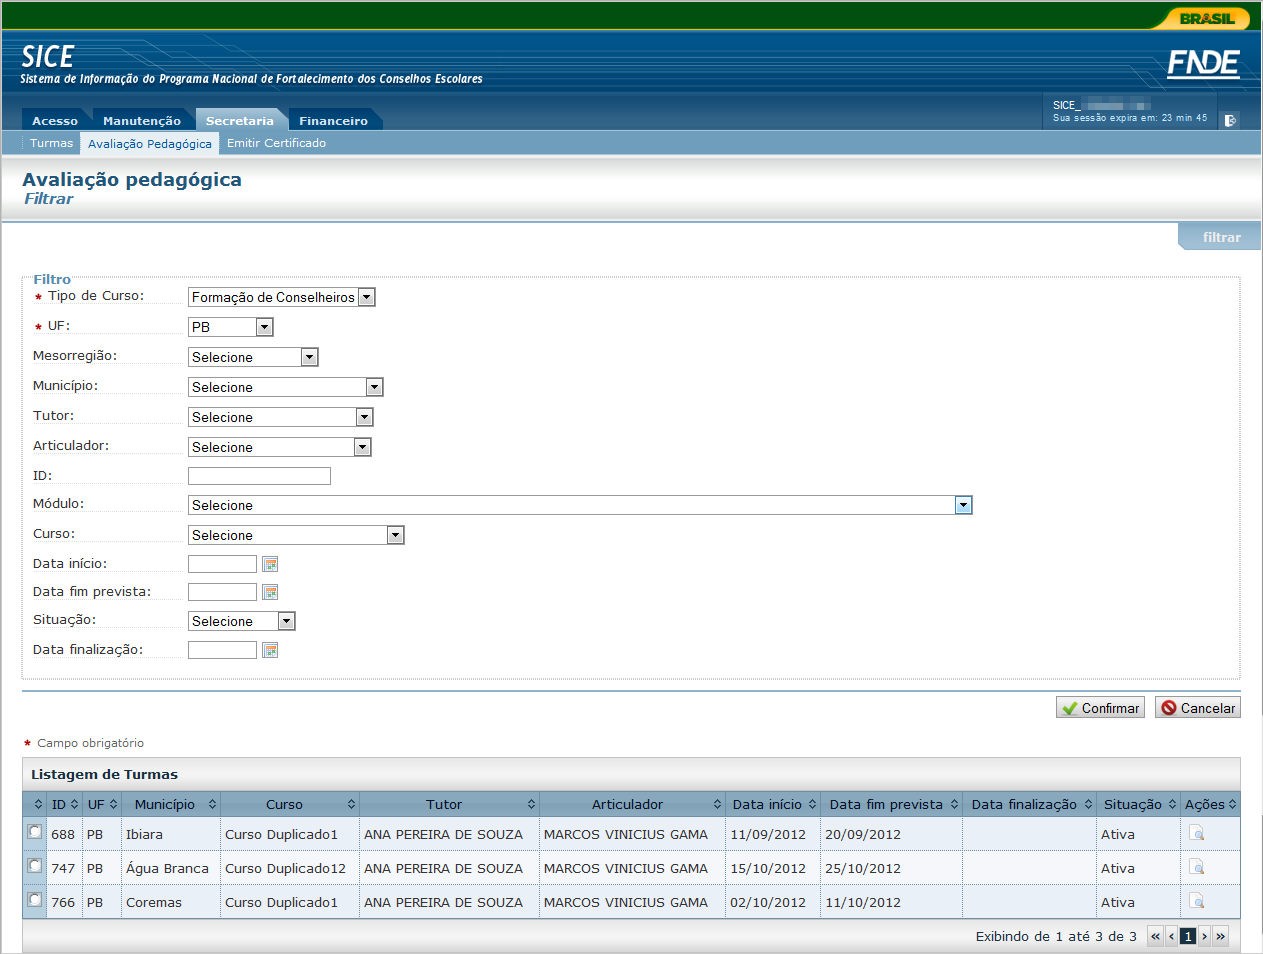 BRASIL
SICE
Sistema de Informação do Programa Nacional de Fortalecimento dos Conselhos Escolares
FNDE
SICE_
Sua sessão expira em: 23 min 45
Acesso Manutenção Secretaria Financeiro
Turmas Avaliação Pedagógica Emitir Certificado
Avaliação pedagógica
Filtrar
filtrar
Filtro
* Tipo de Curso: Formação de Conselheiros
* UF: PB
Mesorregião: Selecione
Município: Selecione
Tutor: Selecione
Articulador: Selecione
ID:
Módulo: Selecione
Curso: Selecione
Data início:
Data fim prevista:
Situação: Selecione
Data finalização:
Confirmar Cancelar
* Campo obrigatório
Listagem de Turmas
ID UF Município Curso Tutor Articulador Data início Data fim prevista Data finalização Situação Ações
688 PB Ibiara Curso Duplicado1 ANA PEREIRA DE SOUZA MARCOS VINICIUS GAMA 11/09/2012 20/09/2012 Ativa
747 PB Água Branca Curso Duplicado12 ANA PEREIRA DE SOUZA MARCOS VINICIUS GAMA 15/10/2012 25/10/2012 Ativa
766 PB Coremas Curso Duplicado1 ANA PEREIRA DE SOUZA MARCOS VINICIUS GAMA 02/10/2012 11/10/2012 Ativa
Exibindo de 1 até 3 de 3 « ‹ 1 › »